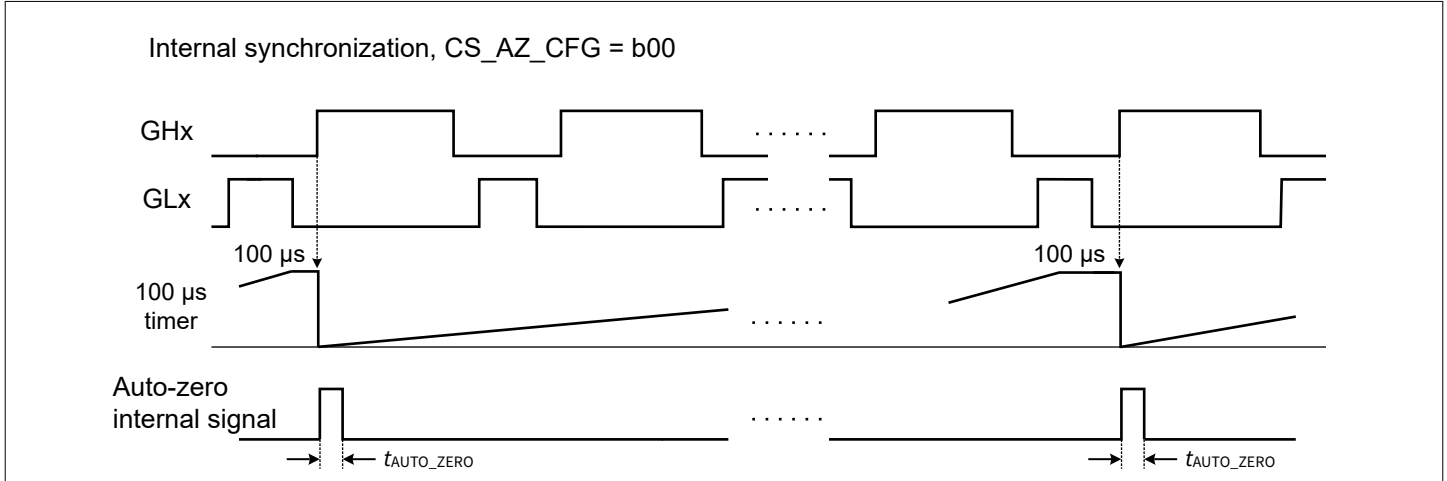 Internal synchronization, CS_AZ_CFG = b00
GHx
. . . . . .
GLx
. . . . . .
100 µs
100 µs
100 µs
timer
. . . . . .
Auto-zero
internal signal
. . . . . .
tAUTO_ZERO
tAUTO_ZERO